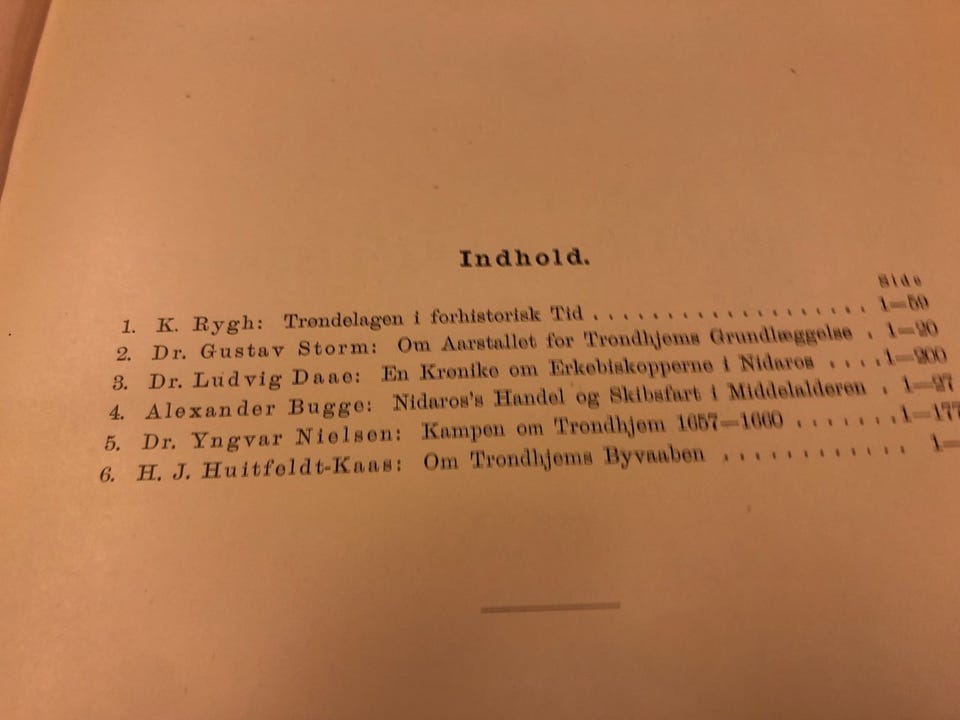 Indhold.
Side
1. K. Rygh: Trøndelagen i forhistorisk Tid . . . . . . . . . . . . . . . . . . . 1—59
2. Dr. Gustav Storm: Om Aarstallet for Trondhjems Grundlæggelse . 1—20
3. Dr. Ludvig Daae: En Krønike om Erkebiskopperne i Nidaros . . . . 1—200
4. Alexander Bugge: Nidaros's Handel og Skibsfart i Middelalderen . 1—27
5. Dr. Yngvar Nielsen: Kampen om Trondhjem 1657—1660 . . . . . . . 1—177
6. H. J. Huitfeldt-Kaas: Om Trondhjems Byvaaben . . . . . . . . . . . . 1—